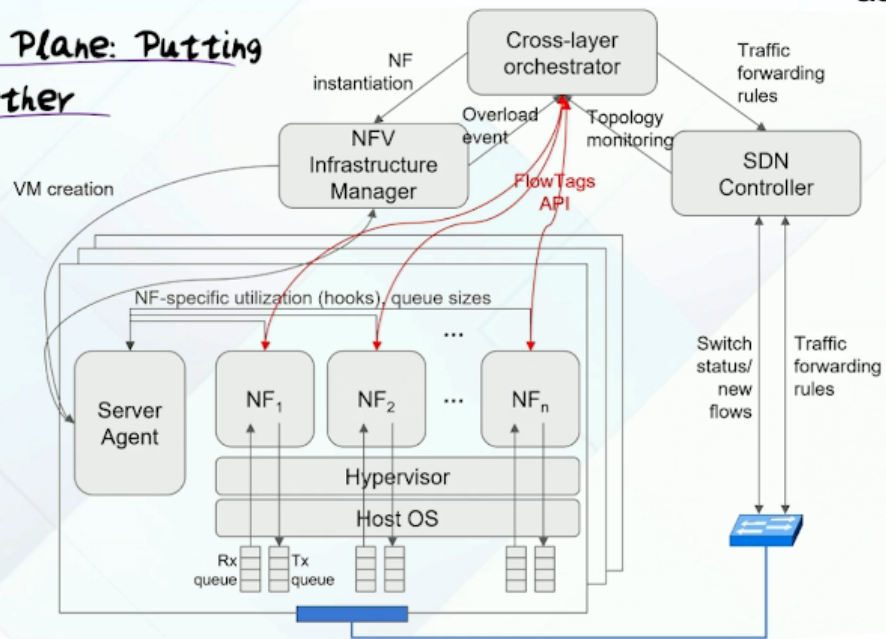 Plane: Putting
Cross-layer
orchestrator
NF
instantiation
Traffic
forwarding
rules
Overload
event
Topology
monitoring
NFV
Infrastructure
Manager
SDN
Controller
VM creation
FlowTags
API
NF-specific utilization (hooks), queue sizes
...
Server
Agent
NF₁
NF₂
...
NFₙ
Switch
status/
new
flows
Traffic
forwarding
rules
Hypervisor
Host OS
Rx
queue
Tx
queue